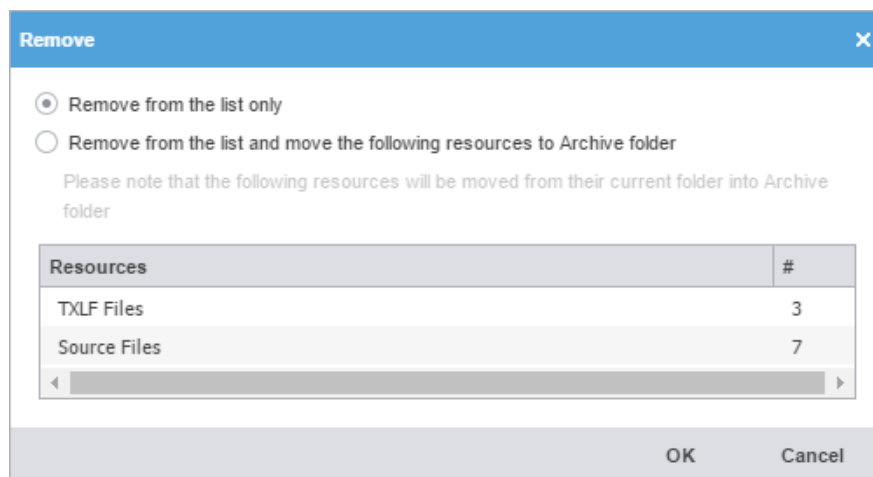 Remove
Remove from the list only
Remove from the list and move the following resources to Archive folder
Please note that the following resources will be moved from their current folder into Archive
folder
Resources #
TXLF Files 3
Source Files 7
OK Cancel